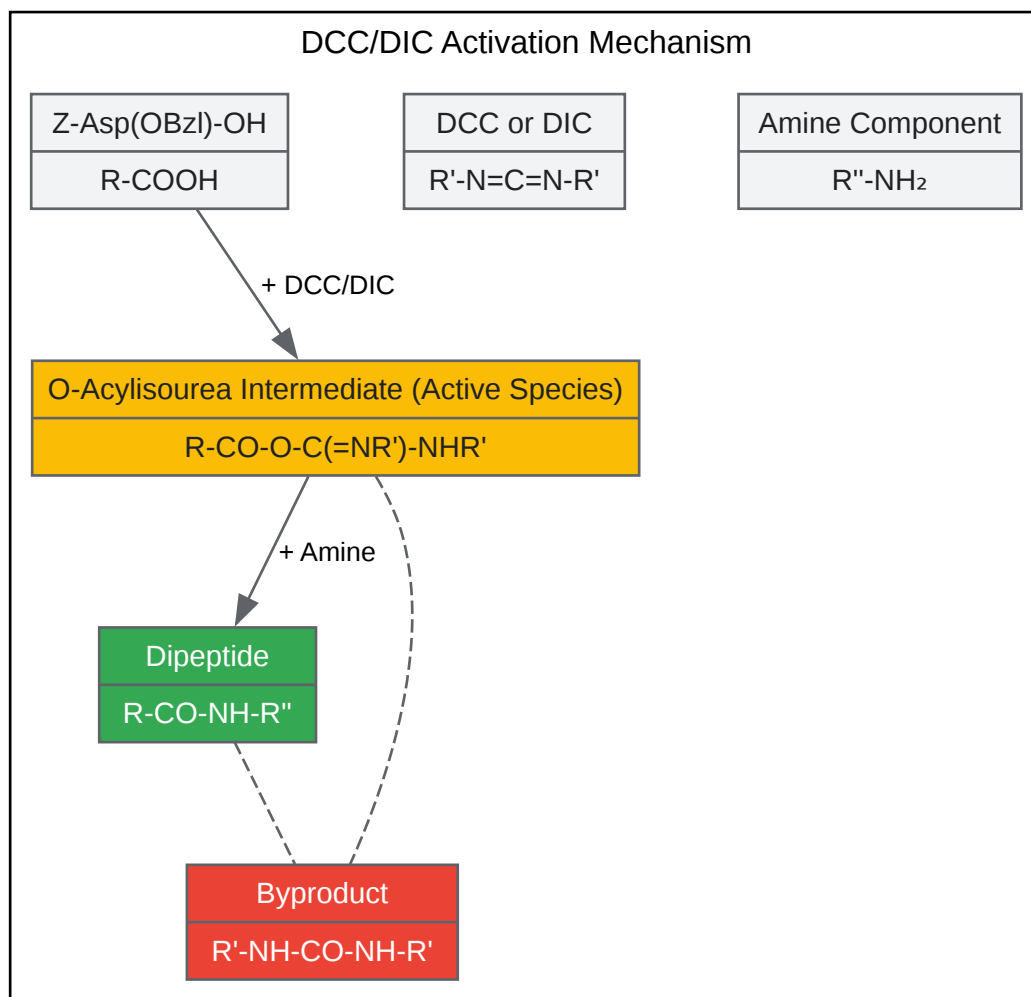 DCC/DIC Activation Mechanism
Z-Asp(OBzl)-OH
R-COOH
DCC or DIC
R'-N=C=N-R'
Amine Component
R''-NH₂
+ DCC/DIC
O-Acylisourea Intermediate (Active Species)
R-CO-O-C(=NR')-NHR'
+ Amine
Dipeptide
R-CO-NH-R''
Byproduct
R'-NH-CO-NH-R'